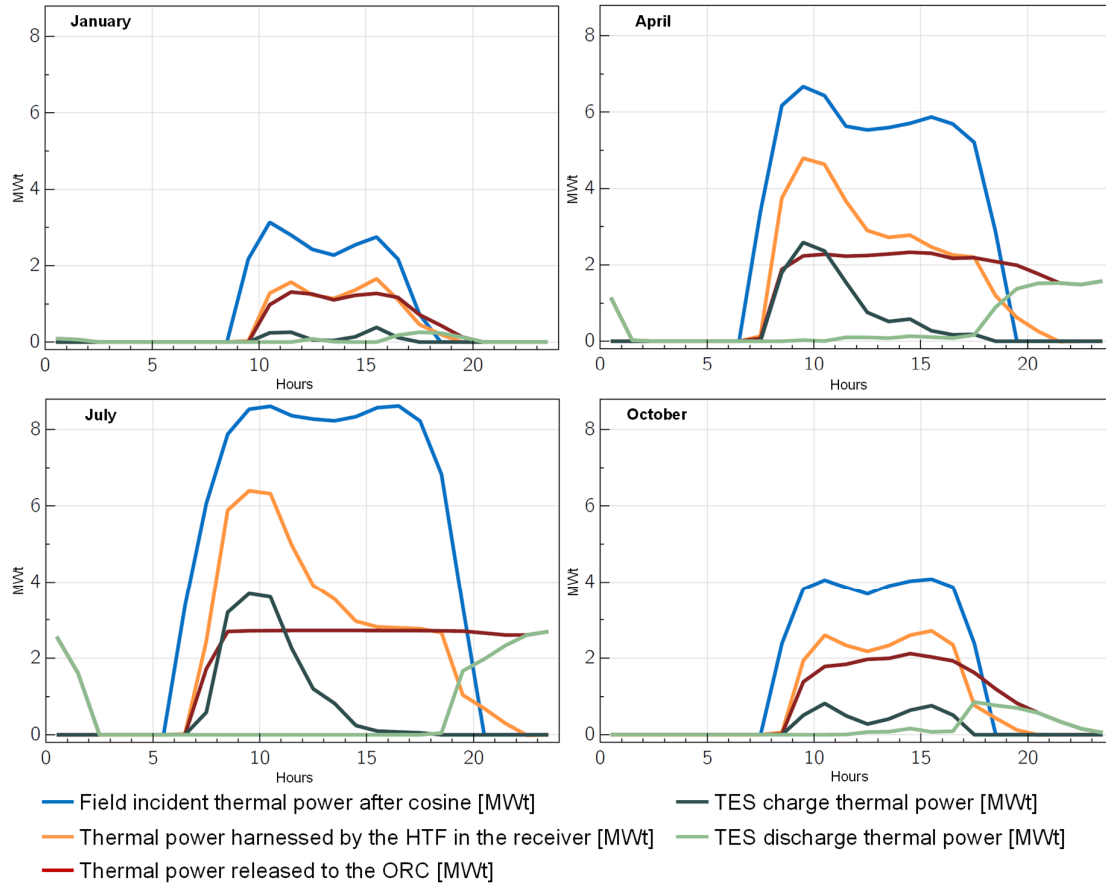 January
8
6
4
2
0
MWt
0 5 10 15 20
Hours
April
8
6
4
2
0
MWt
0 5 10 15 20
Hours
July
8
6
4
2
0
MWt
0 5 10 15 20
Hours
October
8
6
4
2
0
MWt
0 5 10 15 20
Hours
Field incident thermal power after cosine [MWt]
Thermal power harnessed by the HTF in the receiver [MWt]
Thermal power released to the ORC [MWt]
TES charge thermal power [MWt]
TES discharge thermal power [MWt]